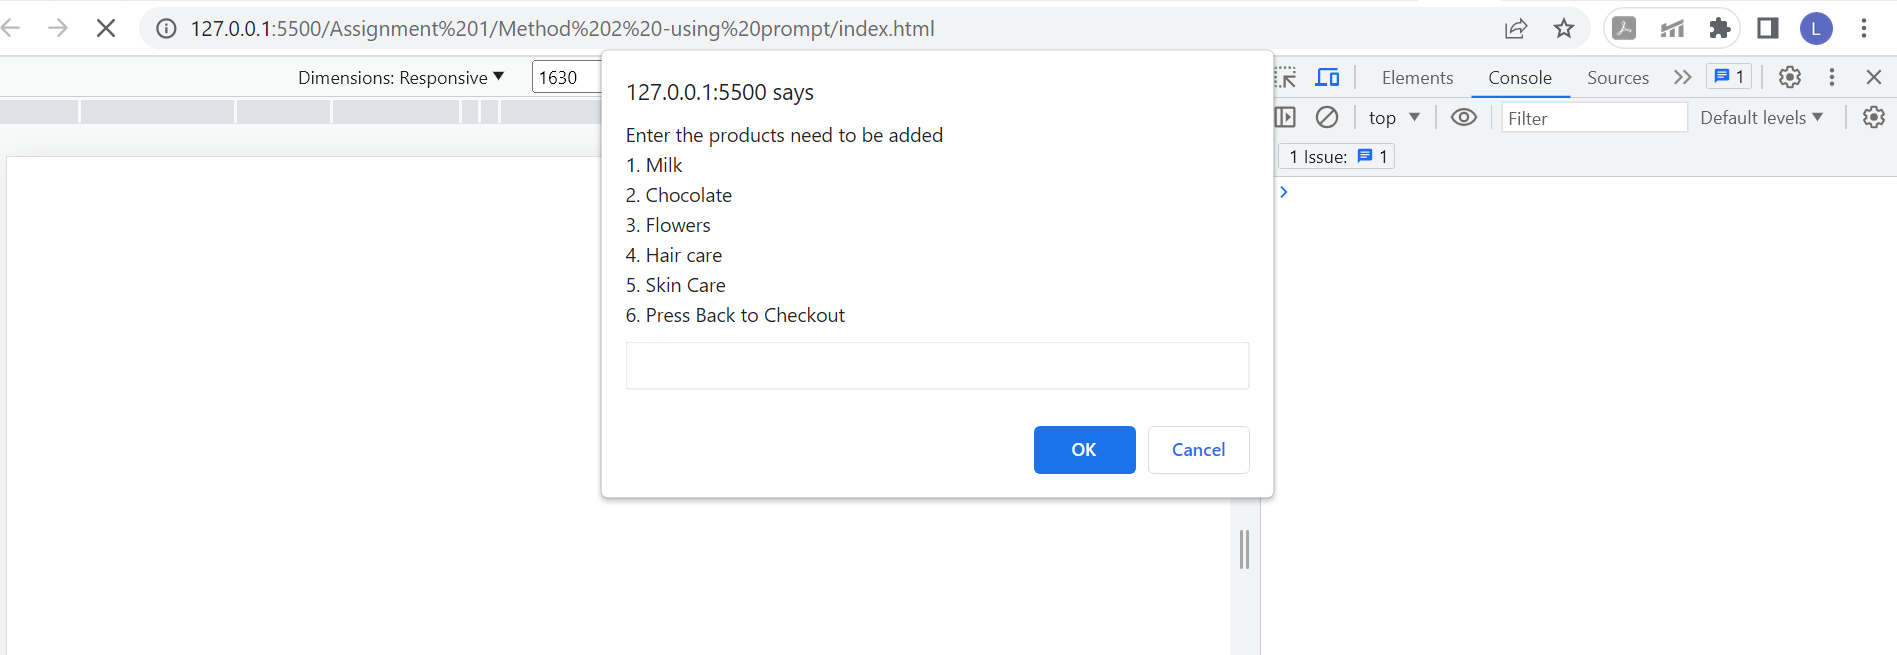 127.0.0.1:5500/Assignment%201/Method%202%20-using%20prompt/index.html
L
Dimensions: Responsive ▼ 1630
127.0.0.1:5500 says
Enter the products need to be added
1. Milk
2. Chocolate
3. Flowers
4. Hair care
5. Skin Care
6. Press Back to Checkout
OK Cancel
Elements Console Sources 1
top ▼ Filter Default levels ▼
1 Issue: 1